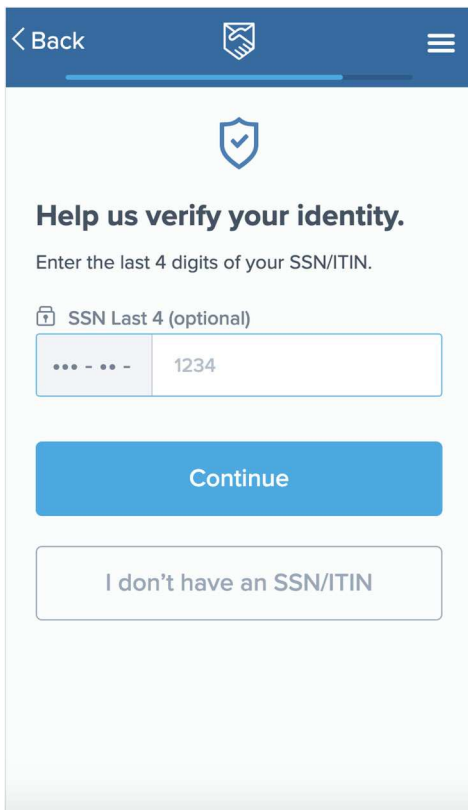 Back
Help us verify your identity.
Enter the last 4 digits of your SSN/ITIN.
SSN Last 4 (optional)
••• - •• - 1234
Continue
I don’t have an SSN/ITIN